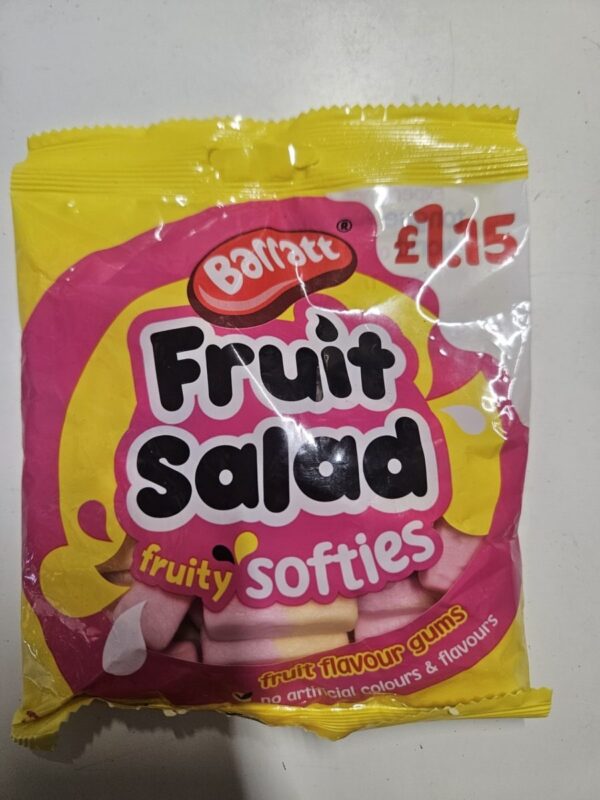 Barratt®
£1.15
Fruit
Salad
fruity softies
fruit flavour gums
no artificial colours & flavours